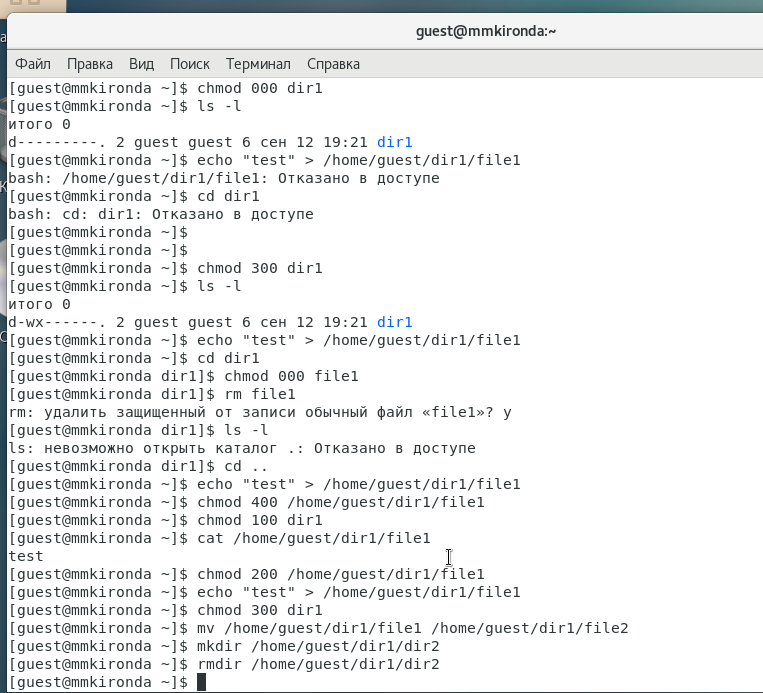 guest@mmkironda:~
Файл Правка Вид Поиск Терминал Справка
[guest@mmkironda ~]$ chmod 000 dir1
[guest@mmkironda ~]$ ls -l
итого 0
d---------. 2 guest guest 6 сен 12 19:21 dir1
[guest@mmkironda ~]$ echo "test" > /home/guest/dir1/file1
bash: /home/guest/dir1/file1: Отказано в доступе
[guest@mmkironda ~]$ cd dir1
bash: cd: dir1: Отказано в доступе
[guest@mmkironda ~]$
[guest@mmkironda ~]$
[guest@mmkironda ~]$ chmod 300 dir1
[guest@mmkironda ~]$ ls -l
итого 0
d-wx------. 2 guest guest 6 сен 12 19:21 dir1
[guest@mmkironda ~]$ echo "test" > /home/guest/dir1/file1
[guest@mmkironda ~]$ cd dir1
[guest@mmkironda dir1]$ chmod 000 file1
[guest@mmkironda dir1]$ rm file1
rm: удалить защищенный от записи обычный файл «file1»? y
[guest@mmkironda dir1]$ ls -l
ls: невозможно открыть каталог .: Отказано в доступе
[guest@mmkironda dir1]$ cd ..
[guest@mmkironda ~]$ echo "test" > /home/guest/dir1/file1
[guest@mmkironda ~]$ chmod 400 /home/guest/dir1/file1
[guest@mmkironda ~]$ chmod 100 dir1
[guest@mmkironda ~]$ cat /home/guest/dir1/file1
test
[guest@mmkironda ~]$ chmod 200 /home/guest/dir1/file1
[guest@mmkironda ~]$ echo "test" > /home/guest/dir1/file1
[guest@mmkironda ~]$ chmod 300 dir1
[guest@mmkironda ~]$ mv /home/guest/dir1/file1 /home/guest/dir1/file2
[guest@mmkironda ~]$ mkdir /home/guest/dir1/dir2
[guest@mmkironda ~]$ rmdir /home/guest/dir1/dir2
[guest@mmkironda ~]$